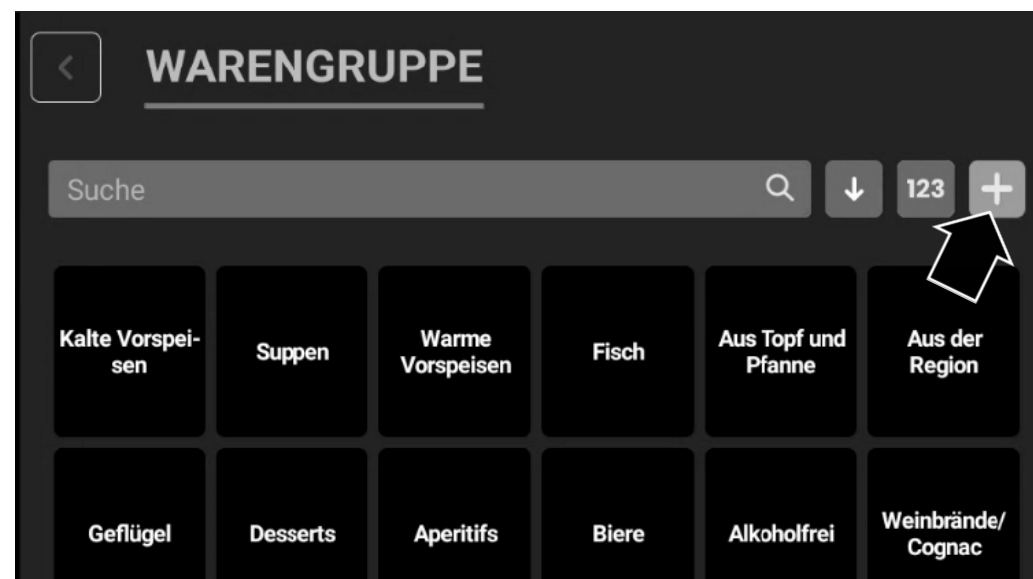 WARENGRUPPE
Suche
123
Kalte Vorspei-
sen
Suppen
Warme
Vorspeisen
Fisch
Aus Topf und
Pfanne
Aus der
Region
Geflügel
Desserts
Aperitifs
Biere
Alkoholfrei
Weinbrände/
Cognac